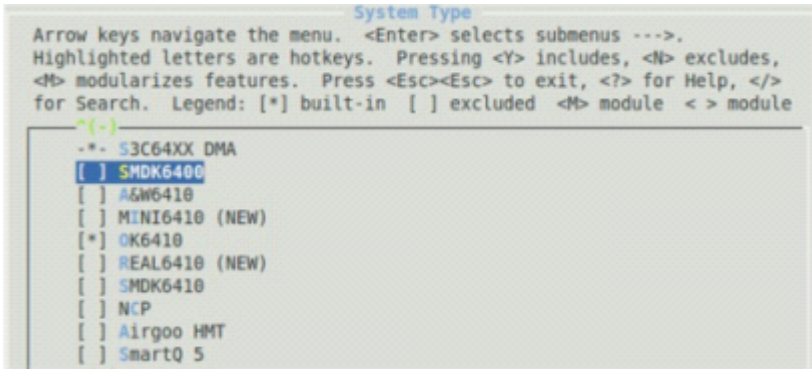 System Type
Arrow keys navigate the menu.  <Enter> selects submenus --->.
Highlighted letters are hotkeys.  Pressing <Y> includes, <N> excludes,
<M> modularizes features.  Press <Esc><Esc> to exit, <?> for Help, </>
for Search.  Legend: [*] built-in  [ ] excluded  <M> module  < > module
^(-)
-*- S3C64XX DMA
[ ] SMDK6400
[ ] A&W6410
[ ] MINI6410 (NEW)
[*] OK6410
[ ] REAL6410 (NEW)
[ ] SMDK6410
[ ] NCP
[ ] Airgoo HMT
[ ] SmartQ 5